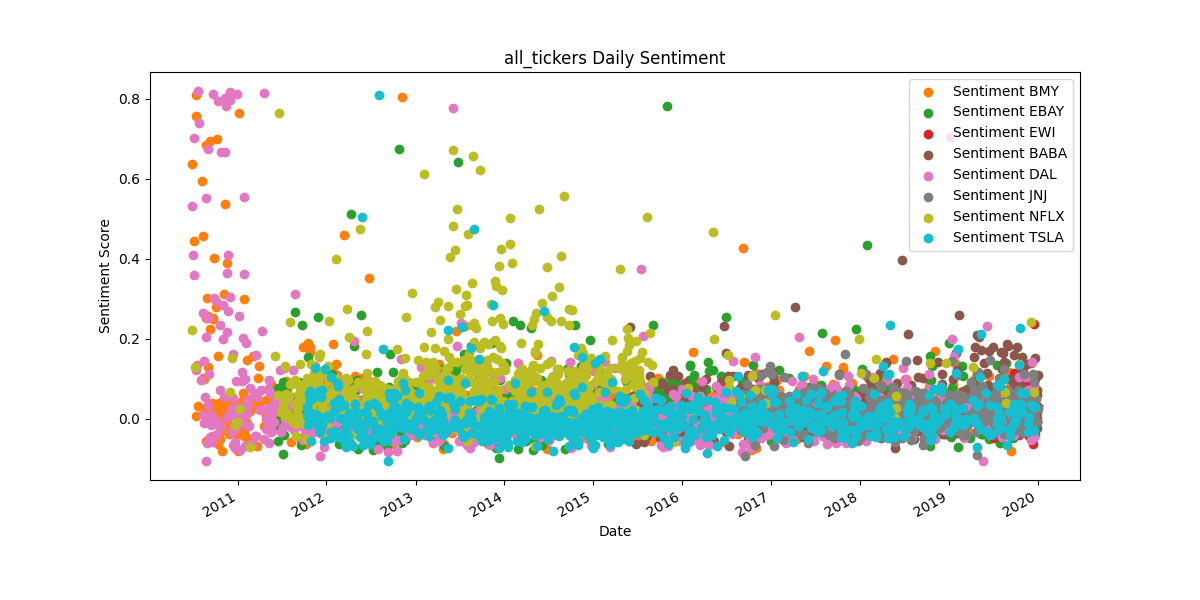 all_tickers Daily Sentiment
Sentiment Score
0.8
0.6
0.4
0.2
0.0
Sentiment BMY
Sentiment EBAY
Sentiment EWI
Sentiment BABA
Sentiment DAL
Sentiment JNJ
Sentiment NFLX
Sentiment TSLA
2011
2012
2013
2014
2015
2016
2017
2018
2019
2020
Date